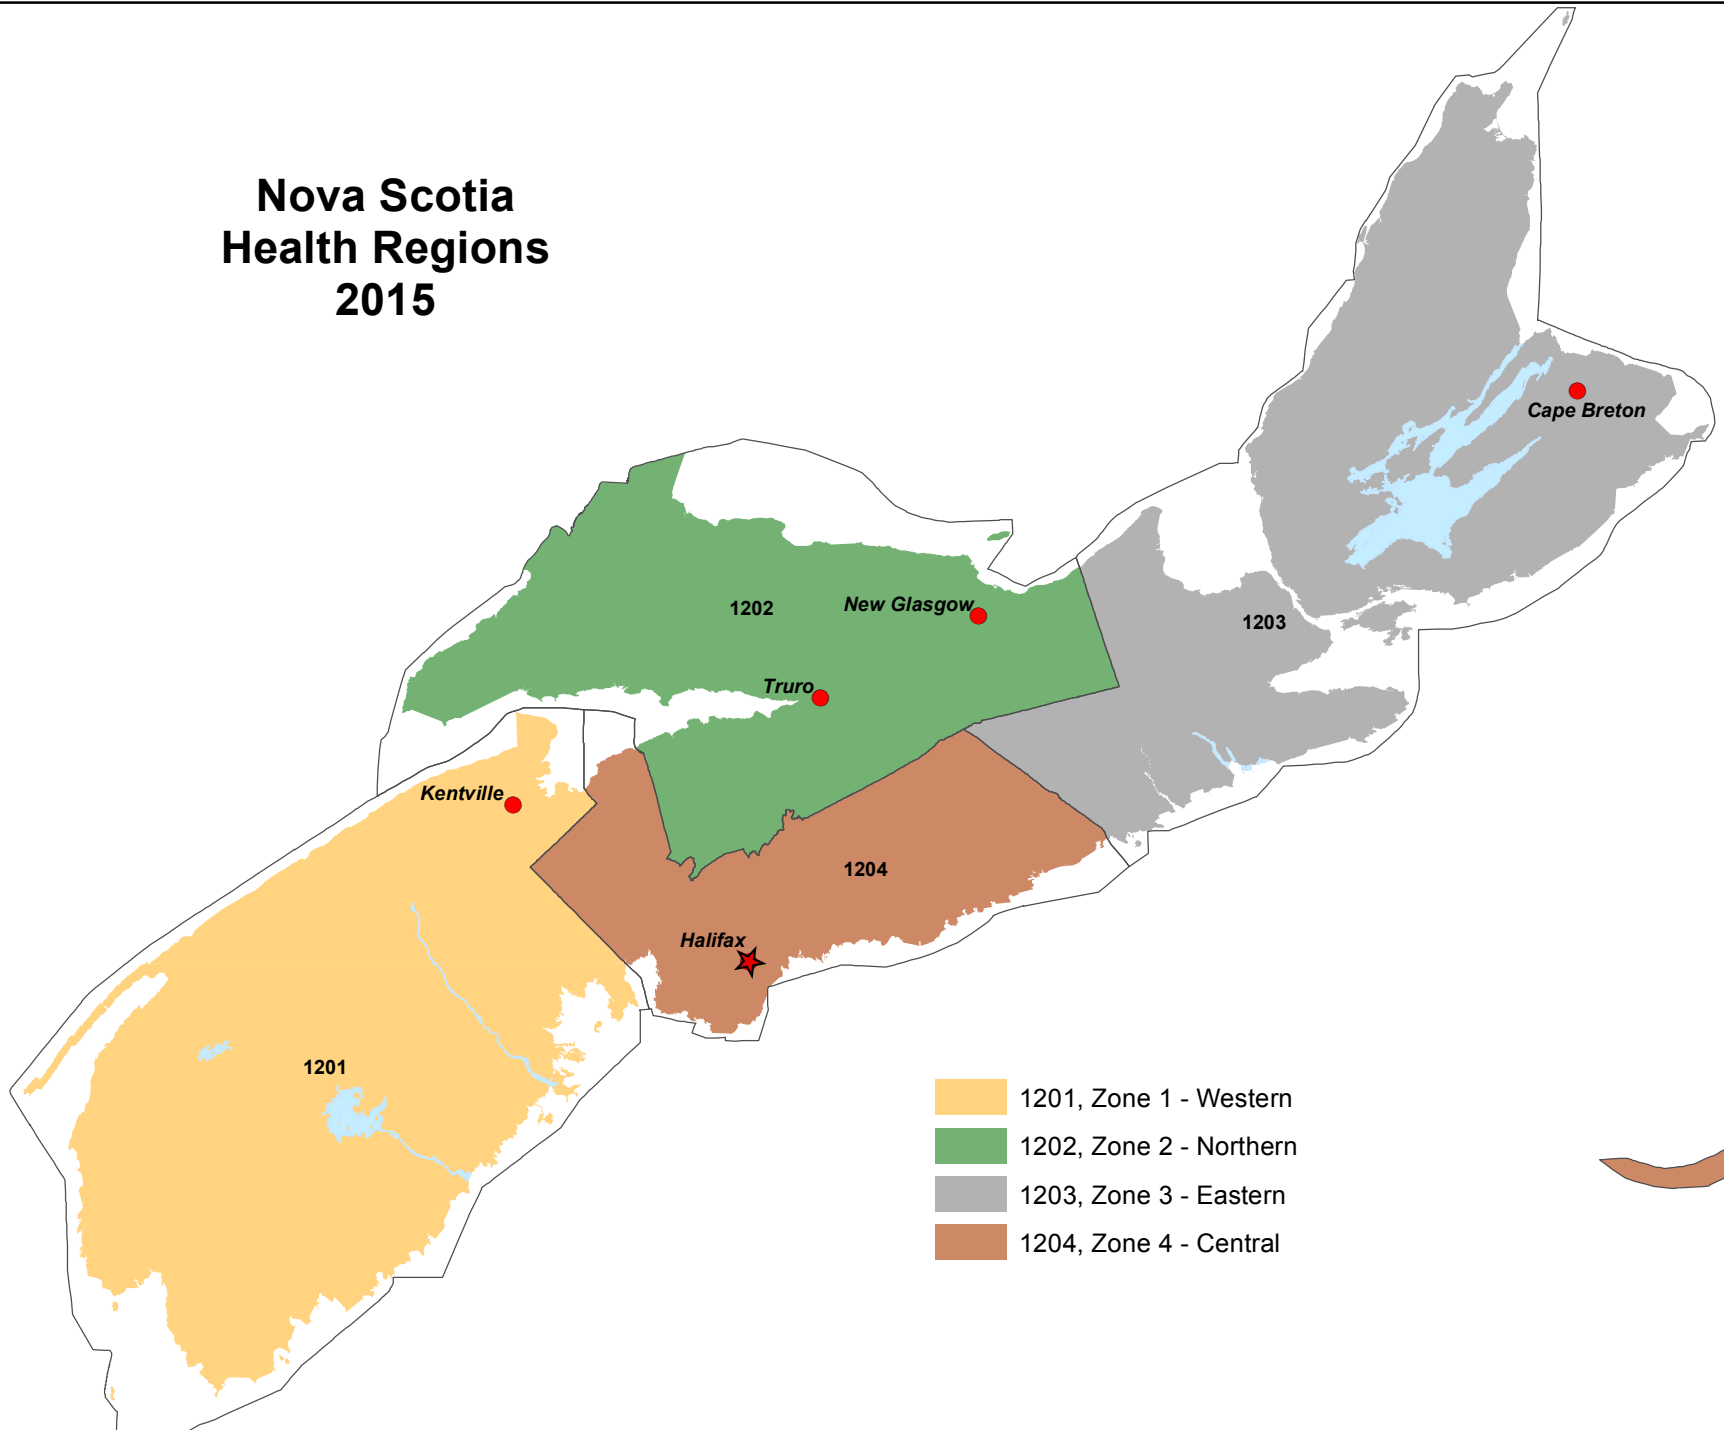 Nova Scotia
Health Regions
2015
Cape Breton
1202
New Glasgow
1203
Truro
Kentville
1204
Halifax
1201
1201, Zone 1 - Western
1202, Zone 2 - Northern
1203, Zone 3 - Eastern
1204, Zone 4 - Central